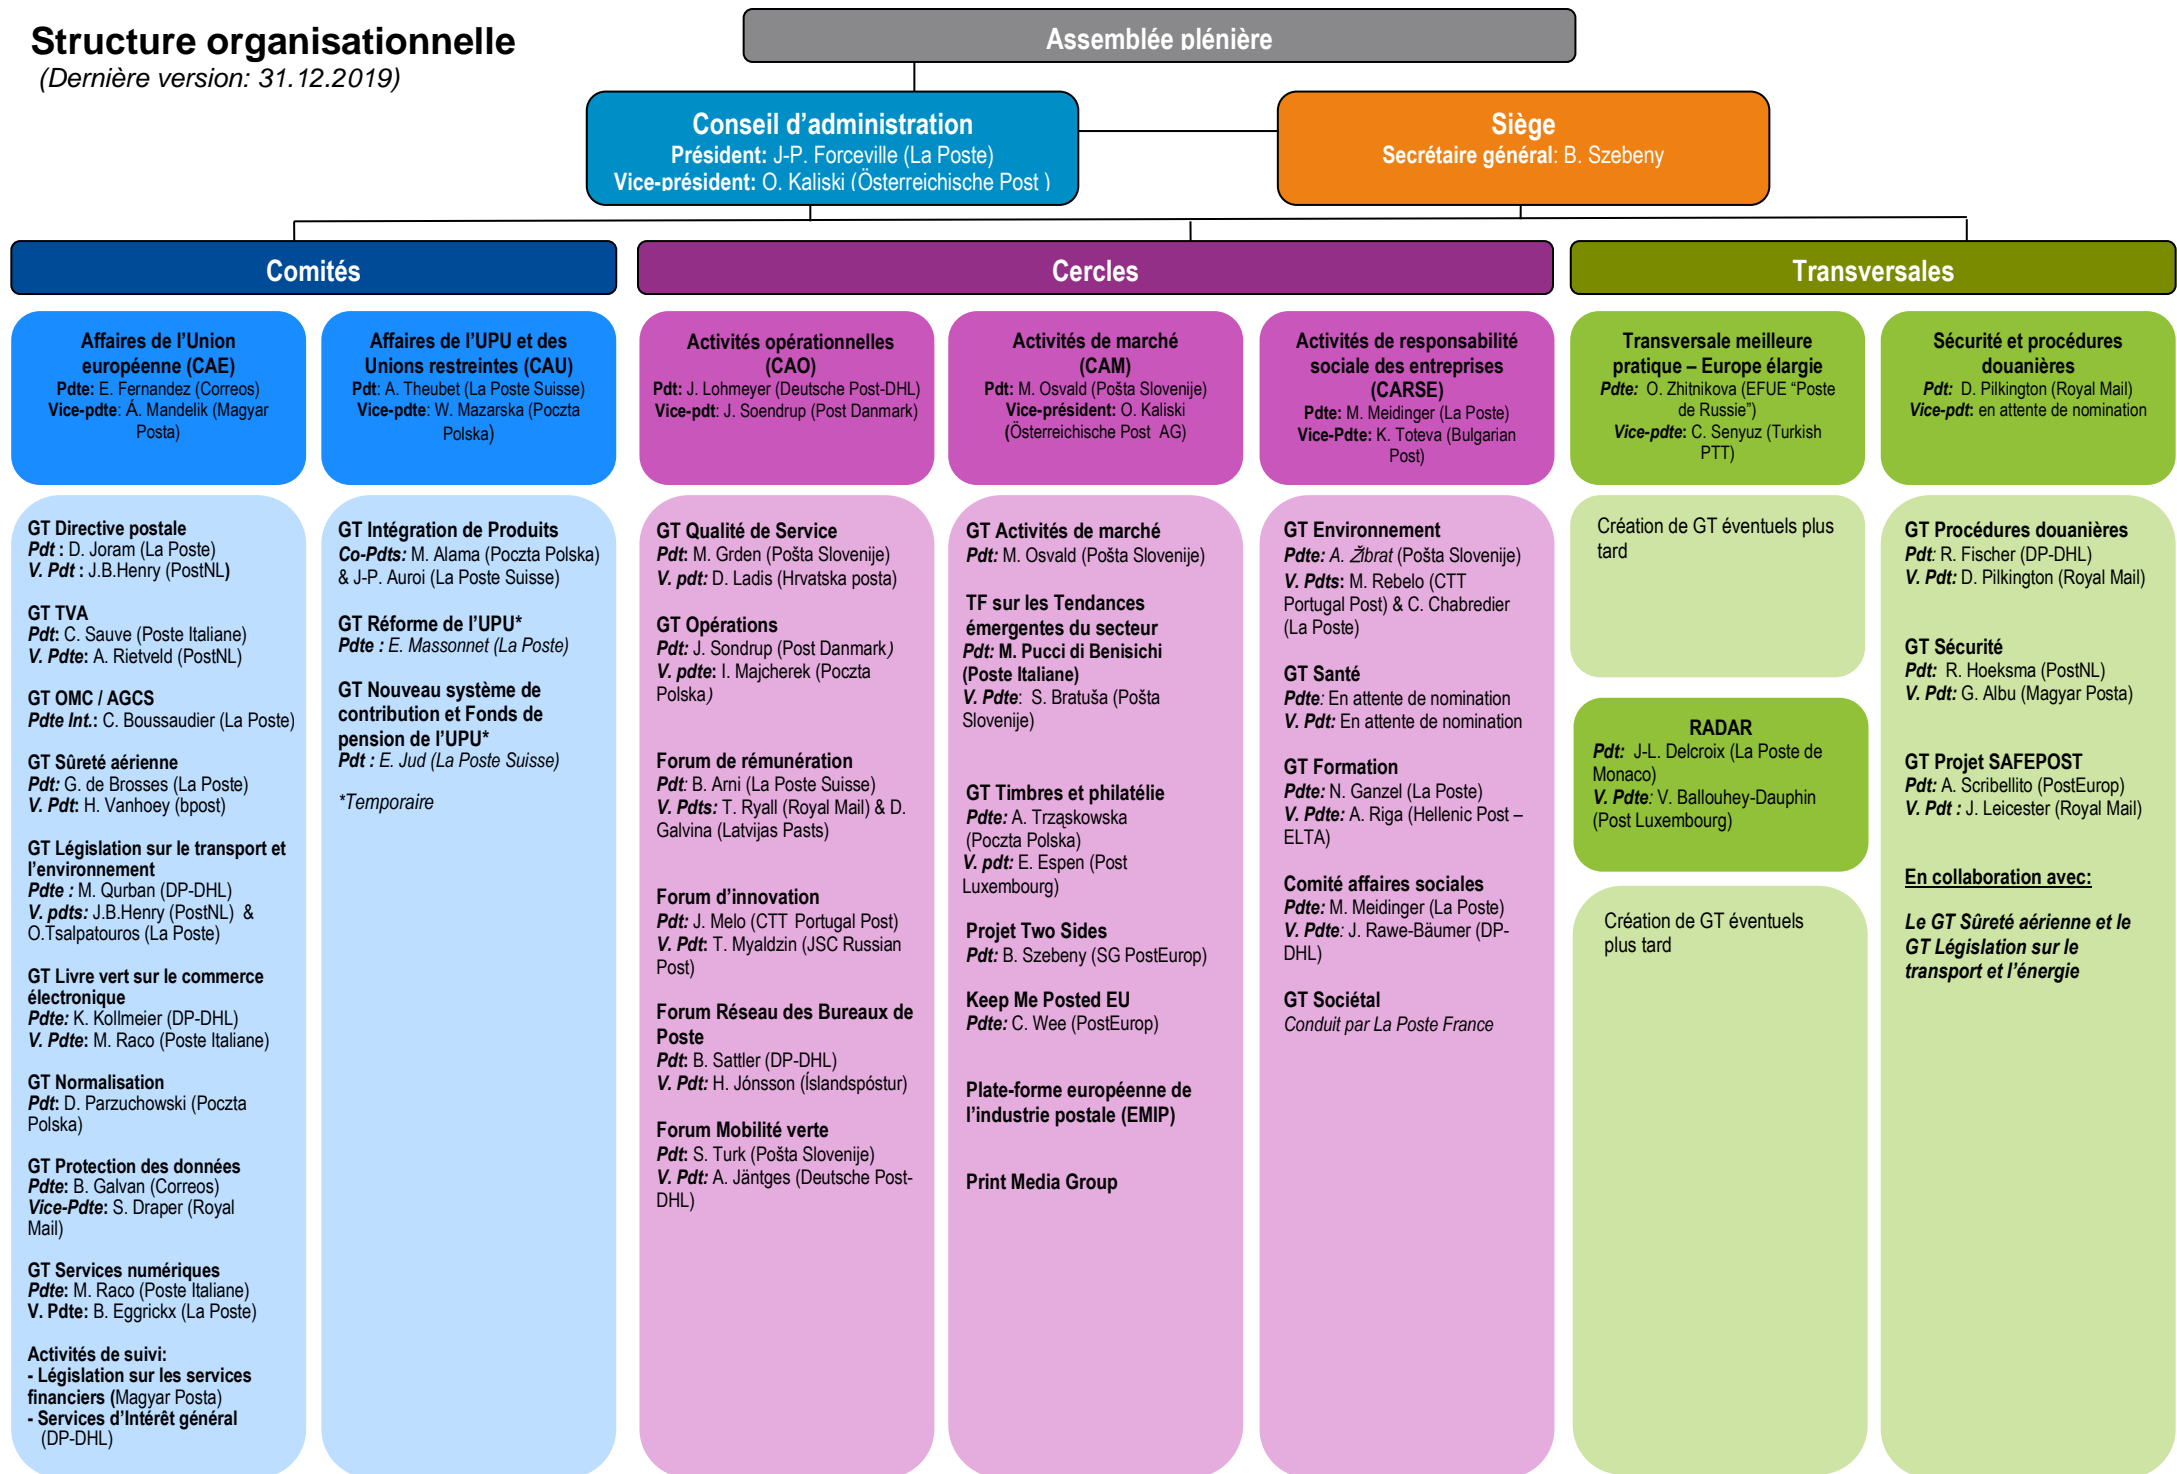 Structure organisationnelle
(Dernière version: 31.12.2019)
Assemblée plénière
Conseil d’administration
Président: J-P. Forceville (La Poste)
Vice-président: O. Kaliski (Österreichische Post )
Siège
Secrétaire général: B. Szebeny
Comités
Cercles
Transversales
Affaires de l’Union
européenne (CAE)
Pdte: E. Fernandez (Correos)
Vice-pdte: Á. Mandelik (Magyar
Posta)
Affaires de l’UPU et des
Unions restreintes (CAU)
Pdt: A. Theubet (La Poste Suisse)
Vice-pdte: W. Mazarska (Poczta
Polska)
Activités opérationnelles
(CAO)
Pdt: J. Lohmeyer (Deutsche Post-DHL)
Vice-pdt: J. Soendrup (Post Danmark)
Activités de marché
(CAM)
Pdt: M. Osvald (Pošta Slovenije)
Vice-président: O. Kaliski
(Österreichische Post AG)
Activités de responsabilité
sociale des entreprises
(CARSE)
Pdte: M. Meidinger (La Poste)
Vice-Pdte: K. Toteva (Bulgarian
Post)
Transversale meilleure
pratique – Europe élargie
Pdte: O. Zhitnikova (EFUE “Poste
de Russie”)
Vice-pdte: C. Senyuz (Turkish
PTT)
Sécurité et procédures
douanières
Pdt: D. Pilkington (Royal Mail)
Vice-pdt: en attente de nomination
GT Directive postale
Pdt : D. Joram (La Poste)
V. Pdt : J.B.Henry (PostNL)
GT TVA
Pdt: C. Sauve (Poste Italiane)
V. Pdte: A. Rietveld (PostNL)
GT OMC / AGCS
Pdte Int.: C. Boussaudier (La Poste)
GT Sûreté aérienne
Pdt: G. de Brosses (La Poste)
V. Pdt: H. Vanhoey (bpost)
GT Législation sur le transport et
l’environnement
Pdte : M. Qurban (DP-DHL)
V. pdts: J.B.Henry (PostNL) &
O.Tsalpatouros (La Poste)
GT Livre vert sur le commerce
électronique
Pdte: K. Kollmeier (DP-DHL)
V. Pdte: M. Raco (Poste Italiane)
GT Normalisation
Pdt: D. Parzuchowski (Poczta
Polska)
GT Protection des données
Pdte: B. Galvan (Correos)
Vice-Pdte: S. Draper (Royal
Mail)
GT Services numériques
Pdte: M. Raco (Poste Italiane)
V. Pdte: B. Eggrickx (La Poste)
Activités de suivi:
- Législation sur les services
financiers (Magyar Posta)
- Services d’Intérêt général
(DP-DHL)
GT Intégration de Produits
Co-Pdts: M. Alama (Poczta Polska)
& J-P. Auroi (La Poste Suisse)
GT Réforme de l’UPU*
Pdte : E. Massonnet (La Poste)
GT Nouveau système de
contribution et Fonds de
pension de l’UPU*
Pdt : E. Jud (La Poste Suisse)
*Temporaire
GT Qualité de Service
Pdt: M. Grden (Pošta Slovenije)
V. pdt: D. Ladis (Hrvatska posta)
GT Opérations
Pdt: J. Sondrup (Post Danmark)
V. pdte: I. Majcherek (Poczta
Polska)
Forum de rémunération
Pdt: B. Arni (La Poste Suisse)
V. Pdts: T. Ryall (Royal Mail) & D.
Galvina (Latvijas Pasts)
Forum d’innovation
Pdt: J. Melo (CTT Portugal Post)
V. Pdt: T. Myaldzin (JSC Russian
Post)
Forum Réseau des Bureaux de
Poste
Pdt: B. Sattler (DP-DHL)
V. Pdt: H. Jónsson (Íslandspóstur)
Forum Mobilité verte
Pdt: S. Turk (Pošta Slovenije)
V. Pdt: A. Jäntges (Deutsche Post-
DHL)
GT Activités de marché
Pdt: M. Osvald (Pošta Slovenije)
TF sur les Tendances
émergentes du secteur
Pdt: M. Pucci di Benisichi
(Poste Italiane)
V. Pdte: S. Bratuša (Pošta
Slovenije)
GT Timbres et philatélie
Pdte: A. Trząskowska
(Poczta Polska)
V. pdt: E. Espen (Post
Luxembourg)
Projet Two Sides
Pdt: B. Szebeny (SG PostEurop)
Keep Me Posted EU
Pdte: C. Wee (PostEurop)
Plate-forme européenne de
l’industrie postale (EMIP)
Print Media Group
GT Environnement
Pdte: A. Žibrat (Pošta Slovenije)
V. Pdts: M. Rebelo (CTT
Portugal Post) & C. Chabredier
(La Poste)
GT Santé
Pdte: En attente de nomination
V. Pdt: En attente de nomination
GT Formation
Pdte: N. Ganzel (La Poste)
V. Pdte: A. Riga (Hellenic Post –
ELTA)
Comité affaires sociales
Pdte: M. Meidinger (La Poste)
V. Pdte: J. Rawe-Bäumer (DP-
DHL)
GT Sociétal
Conduit par La Poste France
Création de GT éventuels plus
tard
RADAR
Pdt: J-L. Delcroix (La Poste de
Monaco)
V. Pdte: V. Ballouhey-Dauphin
(Post Luxembourg)
Création de GT éventuels
plus tard
GT Procédures douanières
Pdt: R. Fischer (DP-DHL)
V. Pdt: D. Pilkington (Royal Mail)
GT Sécurité
Pdt: R. Hoeksma (PostNL)
V. Pdt: G. Albu (Magyar Posta)
GT Projet SAFEPOST
Pdt: A. Scribellito (PostEurop)
V. Pdt : J. Leicester (Royal Mail)
En collaboration avec:
Le GT Sûreté aérienne et le
GT Législation sur le
transport et l’énergie